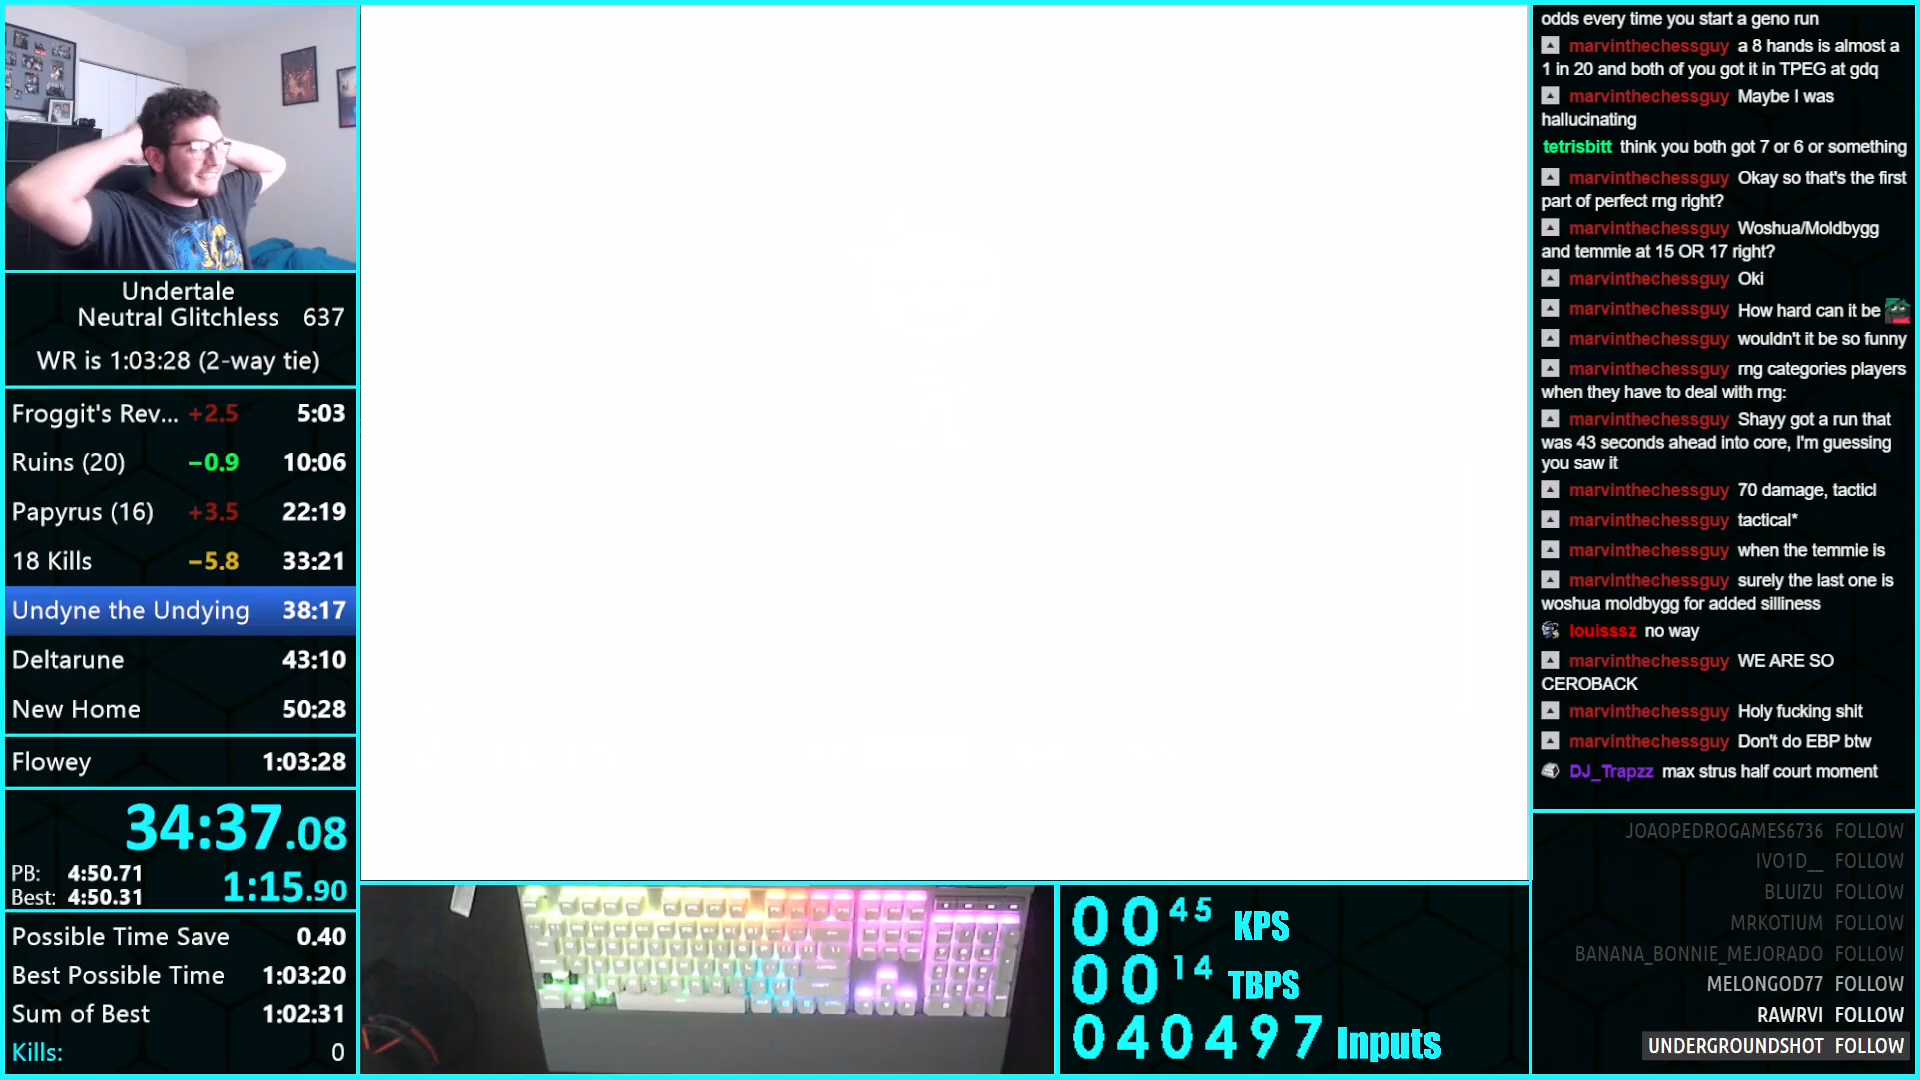 Undertale
Neutral Glitchless 637
WR is 1:03:28 (2-way tie)
Froggit's Rev... +2.5 5:03
Ruins (20) −0.9 10:06
Papyrus (16) +3.5 22:19
18 Kills −5.8 33:21
Undyne the Undying 38:17
Deltarune 43:10
New Home 50:28
Flowey 1:03:28
34:37.08
PB: 4:50.71
Best: 4:50.31
1:15.90
Possible Time Save 0.40
Best Possible Time 1:03:20
Sum of Best 1:02:31
Kills: 0
00 45 KPS
00 14 TBPS
040497 Inputs
odds every time you start a geno run
marvinthechessguy a 8 hands is almost a
1 in 20 and both of you got it in TPEG at gdq
marvinthechessguy Maybe I was
hallucinating
tetrisbitt think you both got 7 or 6 or something
marvinthechessguy Okay so that's the first
part of perfect rng right?
marvinthechessguy Woshua/Moldbygg
and temmie at 15 OR 17 right?
marvinthechessguy Oki
marvinthechessguy How hard can it be
marvinthechessguy wouldn't it be so funny
marvinthechessguy rng categories players
when they have to deal with rng:
marvinthechessguy Shayy got a run that
was 43 seconds ahead into core, I'm guessing
you saw it
marvinthechessguy 70 damage, tacticl
marvinthechessguy tactical*
marvinthechessguy when the temmie is
marvinthechessguy surely the last one is
woshua moldbygg for added silliness
louisssz no way
marvinthechessguy WE ARE SO
CEROBACK
marvinthechessguy Holy fucking shit
marvinthechessguy Don't do EBP btw
DJ_Trapzz max strus half court moment
JOAOPEDROGAMES6736 FOLLOW
IVO1D__ FOLLOW
BLUIZU FOLLOW
MRKOTIUM FOLLOW
BANANA_BONNIE_MEJORADO FOLLOW
MELONGOD77 FOLLOW
RAWRVI FOLLOW
UNDERGROUNDSHOT FOLLOW